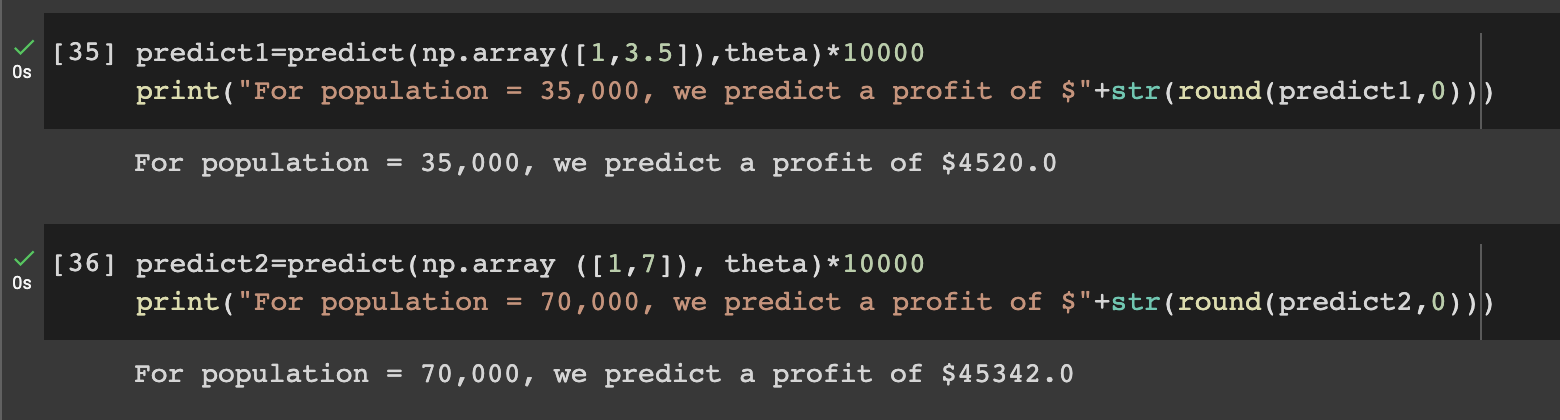 [35] predict1=predict(np.array([1,3.5]),theta)*10000
0s
print("For population = 35,000, we predict a profit of $"+str(round(predict1,0)))
For population = 35,000, we predict a profit of $4520.0
[36] predict2=predict(np.array ([1,7]), theta)*10000
0s
print("For population = 70,000, we predict a profit of $"+str(round(predict2,0)))
For population = 70,000, we predict a profit of $45342.0